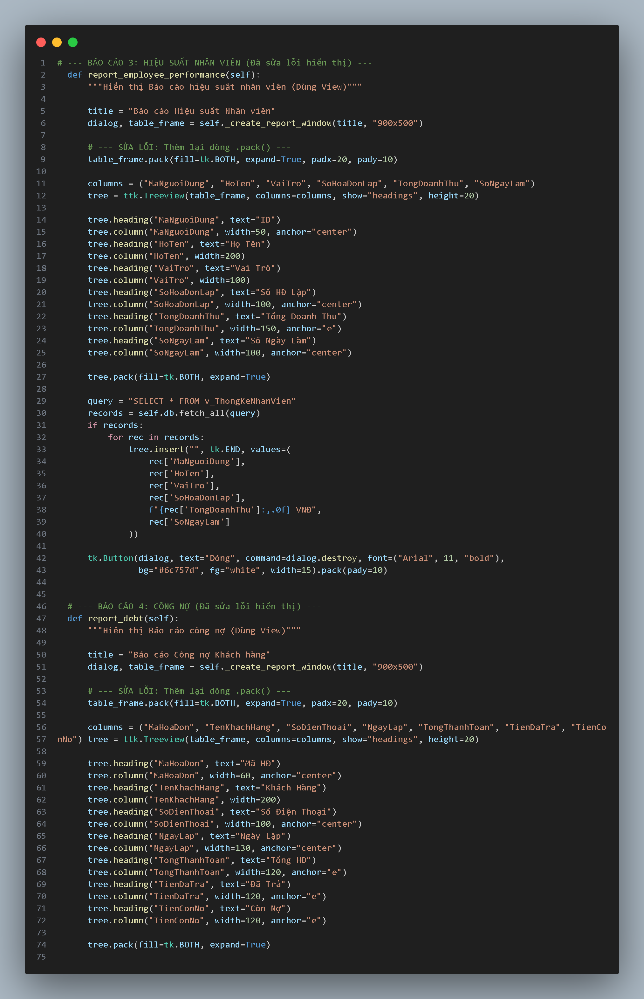 1 # --- BÁO CÁO 3: HIỆU SUẤT NHÂN VIÊN (Đã sửa lỗi hiển thị) ---
2   def report_employee_performance(self):
3       """Hiển thị Báo cáo hiệu suất nhân viên (Dùng View)"""
4
5       title = "Báo cáo Hiệu suất Nhân viên"
6       dialog, table_frame = self._create_report_window(title, "900x500")
7
8       # --- SỬA LỖI: Thêm lại dòng .pack() ---
9       table_frame.pack(fill=tk.BOTH, expand=True, padx=20, pady=10)
10
11       columns = ("MaNguoiDung", "HoTen", "VaiTro", "SoHoaDonLap", "TongDoanhThu", "SoNgayLam")
12       tree = ttk.Treeview(table_frame, columns=columns, show="headings", height=20)
13
14       tree.heading("MaNguoiDung", text="ID")
15       tree.column("MaNguoiDung", width=50, anchor="center")
16       tree.heading("HoTen", text="Họ Tên")
17       tree.column("HoTen", width=200)
18       tree.heading("VaiTro", text="Vai Trò")
19       tree.column("VaiTro", width=100)
20       tree.heading("SoHoaDonLap", text="Số HĐ Lập")
21       tree.column("SoHoaDonLap", width=100, anchor="center")
22       tree.heading("TongDoanhThu", text="Tổng Doanh Thu")
23       tree.column("TongDoanhThu", width=150, anchor="e")
24       tree.heading("SoNgayLam", text="Số Ngày Làm")
25       tree.column("SoNgayLam", width=100, anchor="center")
26
27       tree.pack(fill=tk.BOTH, expand=True)
28
29       query = "SELECT * FROM v_ThongKeNhanVien"
30       records = self.db.fetch_all(query)
31       if records:
32           for rec in records:
33               tree.insert("", tk.END, values=(
34                   rec['MaNguoiDung'],
35                   rec['HoTen'],
36                   rec['VaiTro'],
37                   rec['SoHoaDonLap'],
38                   f"{rec['TongDoanhThu']:,.0f} VNĐ",
39                   rec['SoNgayLam']
40               ))
41
42       tk.Button(dialog, text="Đóng", command=dialog.destroy, font=("Arial", 11, "bold"),
43                 bg="#6c757d", fg="white", width=15).pack(pady=10)
44
45
46   # --- BÁO CÁO 4: CÔNG NỢ (Đã sửa lỗi hiển thị) ---
47   def report_debt(self):
48       """Hiển thị Báo cáo công nợ (Dùng View)"""
49
50       title = "Báo cáo Công nợ Khách hàng"
51       dialog, table_frame = self._create_report_window(title, "900x500")
52
53       # --- SỬA LỖI: Thêm lại dòng .pack() ---
54       table_frame.pack(fill=tk.BOTH, expand=True, padx=20, pady=10)
55
56       columns = ("MaHoaDon", "TenKhachHang", "SoDienThoai", "NgayLap", "TongThanhToan", "TienDaTra", "TienCo
57 nNo") tree = ttk.Treeview(table_frame, columns=columns, show="headings", height=20)
58
59       tree.heading("MaHoaDon", text="Mã HĐ")
60       tree.column("MaHoaDon", width=60, anchor="center")
61       tree.heading("TenKhachHang", text="Khách Hàng")
62       tree.column("TenKhachHang", width=200)
63       tree.heading("SoDienThoai", text="Số Điện Thoại")
64       tree.column("SoDienThoai", width=100, anchor="center")
65       tree.heading("NgayLap", text="Ngày Lập")
66       tree.column("NgayLap", width=130, anchor="center")
67       tree.heading("TongThanhToan", text="Tổng HĐ")
68       tree.column("TongThanhToan", width=120, anchor="e")
69       tree.heading("TienDaTra", text="Đã Trả")
70       tree.column("TienDaTra", width=120, anchor="e")
71       tree.heading("TienConNo", text="Còn Nợ")
72       tree.column("TienConNo", width=120, anchor="e")
73
74       tree.pack(fill=tk.BOTH, expand=True)
75